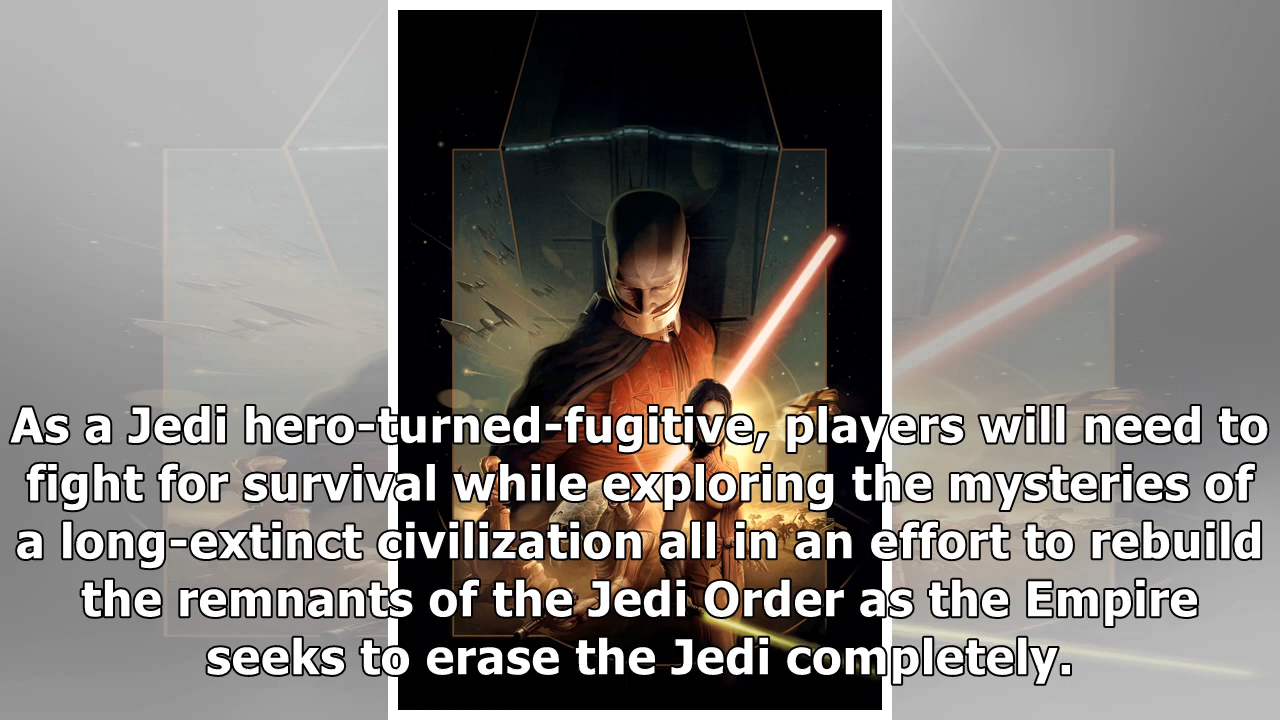 As a Jedi hero-turned-fugitive, players will need to
fight for survival while exploring the mysteries of
a long-extinct civilization all in an effort to rebuild
the remnants of the Jedi Order as the Empire
seeks to erase the Jedi completely.